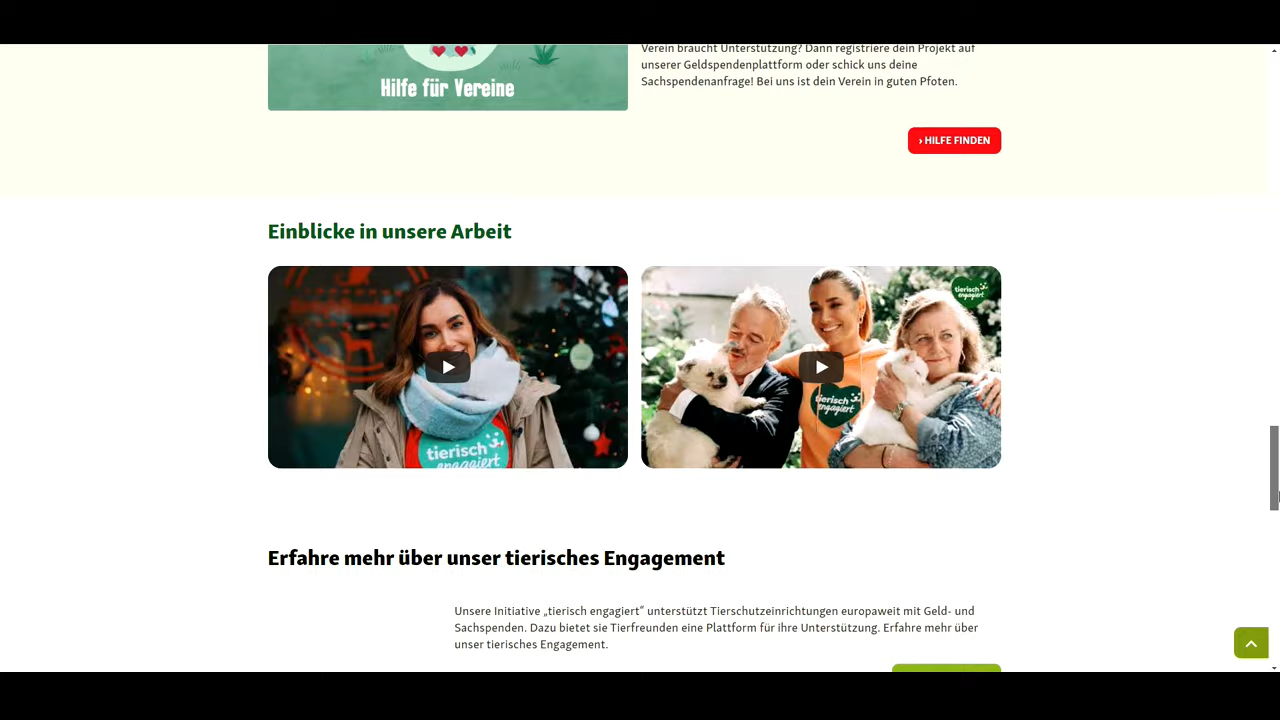 Verein braucht Unterstützung? Dann registriere dein Projekt auf
unserer Geldspendenplattform oder schick uns deine
Sachspendenanfrage! Bei uns ist dein Verein in guten Pfoten.
Hilfe für Vereine
› HILFE FINDEN
Einblicke in unsere Arbeit
tierisch
engagiert
tierisch
engagiert
tierisch
engagiert
Erfahre mehr über unser tierisches Engagement
Unsere Initiative „tierisch engagiert“ unterstützt Tierschutzeinrichtungen europaweit mit Geld- und
Sachspenden. Dazu bietet sie Tierfreunden eine Plattform für ihre Unterstützung. Erfahre mehr über
unser tierisches Engagement.